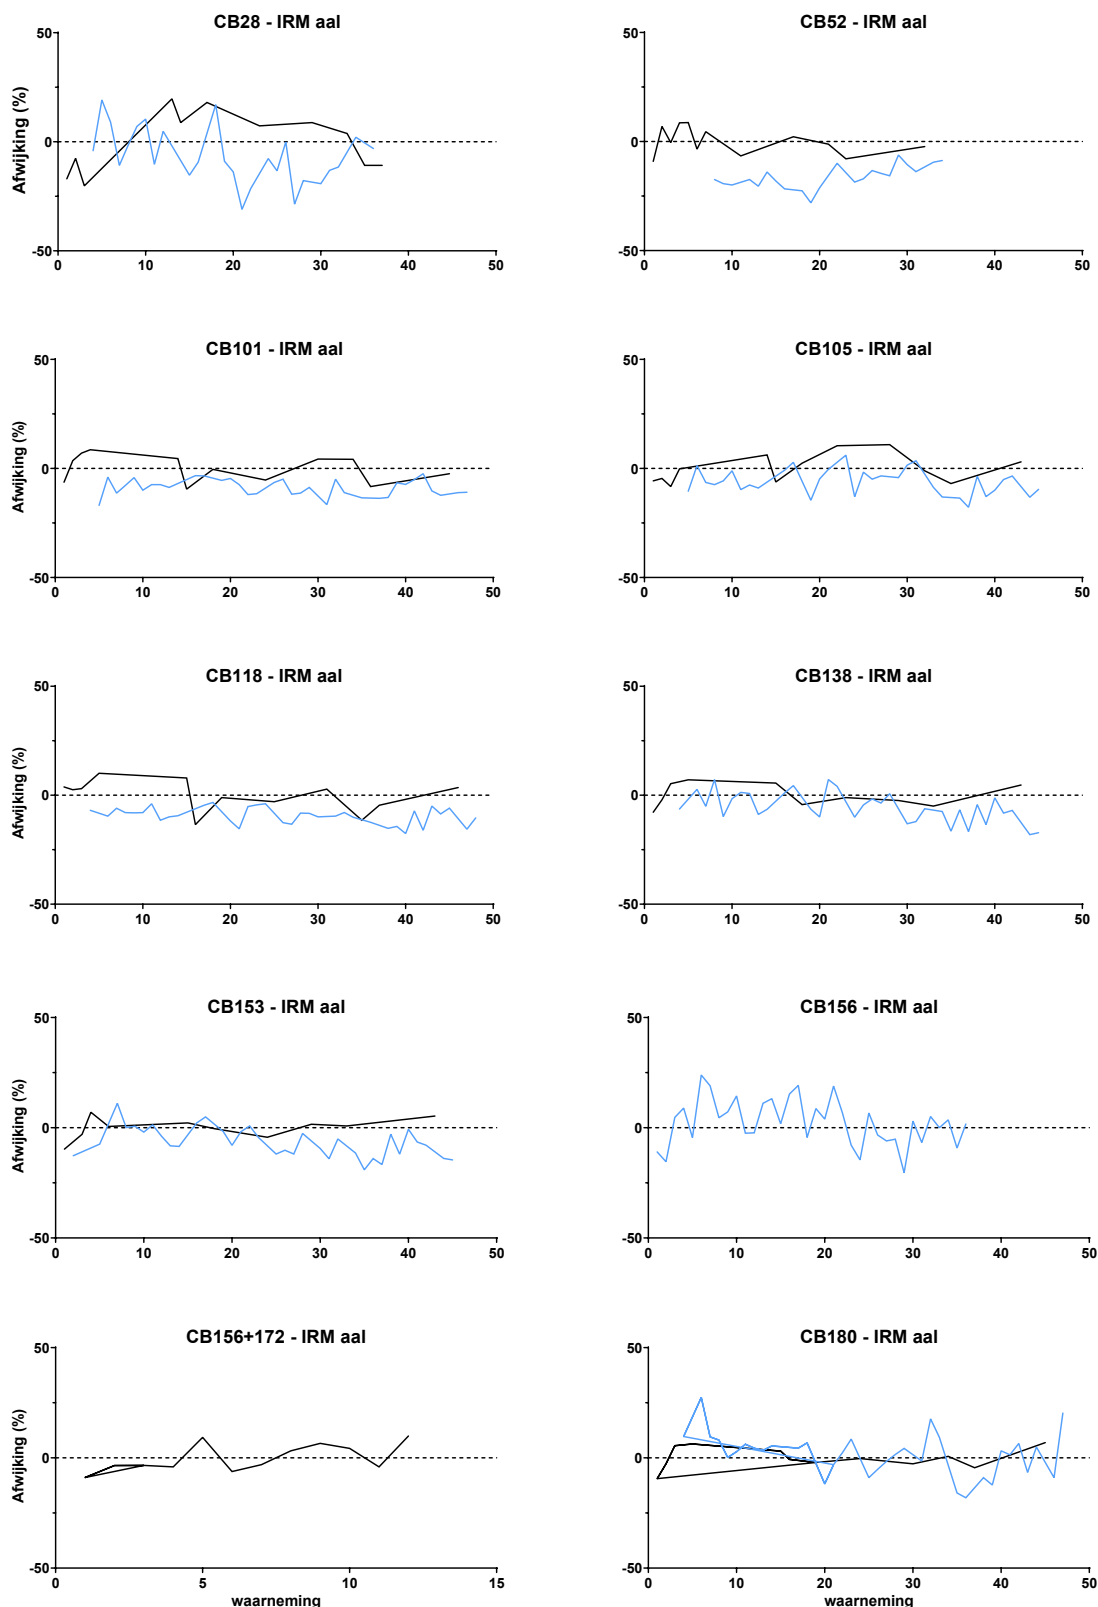 CB28 - IRM aal
Afwijking (%)
50
0
-50
0 10 20 30 40 50
CB52 - IRM aal
50
0
-50
0 10 20 30 40 50
CB101 - IRM aal
Afwijking (%)
50
0
-50
0 10 20 30 40 50
CB105 - IRM aal
50
0
-50
0 10 20 30 40 50
CB118 - IRM aal
Afwijking (%)
50
0
-50
0 10 20 30 40 50
CB138 - IRM aal
50
0
-50
0 10 20 30 40 50
CB153 - IRM aal
Afwijking (%)
50
0
-50
0 10 20 30 40 50
CB156 - IRM aal
50
0
-50
0 10 20 30 40 50
CB156+172 - IRM aal
Afwijking (%)
50
0
-50
0 5 10 15
waarneming
CB180 - IRM aal
50
0
-50
0 10 20 30 40 50
waarneming